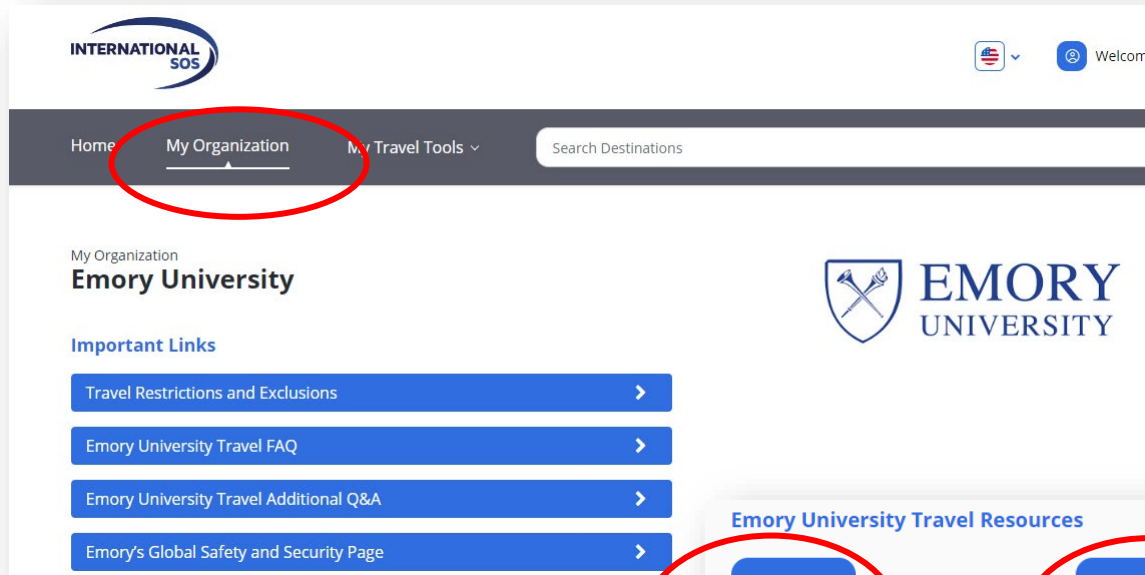 INTERNATIONAL
SOS
Welcom
Home My Organization My Travel Tools Search Destinations
My Organization
Emory University
EMORY
UNIVERSITY
Important Links
Travel Restrictions and Exclusions
Emory University Travel FAQ
Emory University Travel Additional Q&A
Emory's Global Safety and Security Page
Emory University Travel Resources